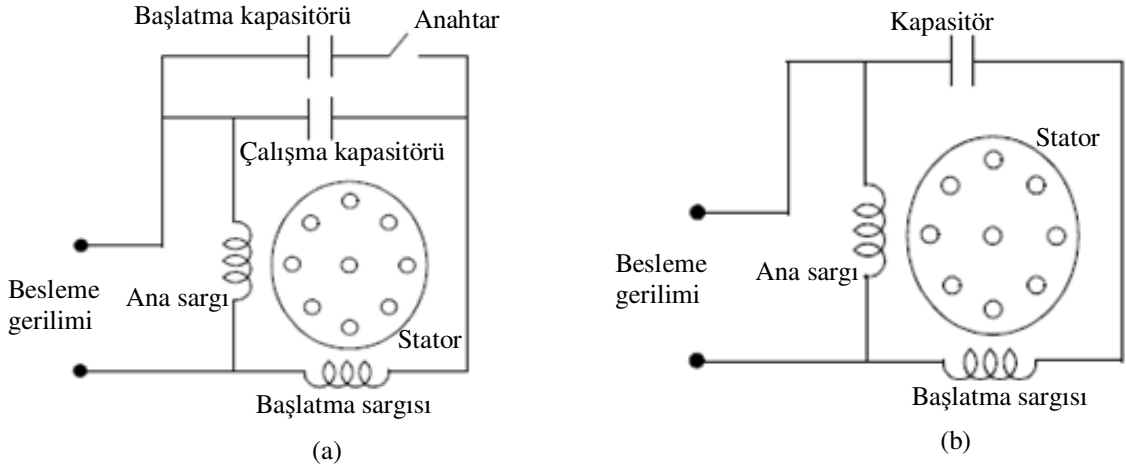 Başlatma kapasitörü
Anahtar
Çalışma kapasitörü
Besleme
gerilimi
Ana sargı
Stator
Başlatma sargısı
(a)
Kapasitör
Stator
Besleme
gerilimi
Ana sargı
Başlatma sargısı
(b)